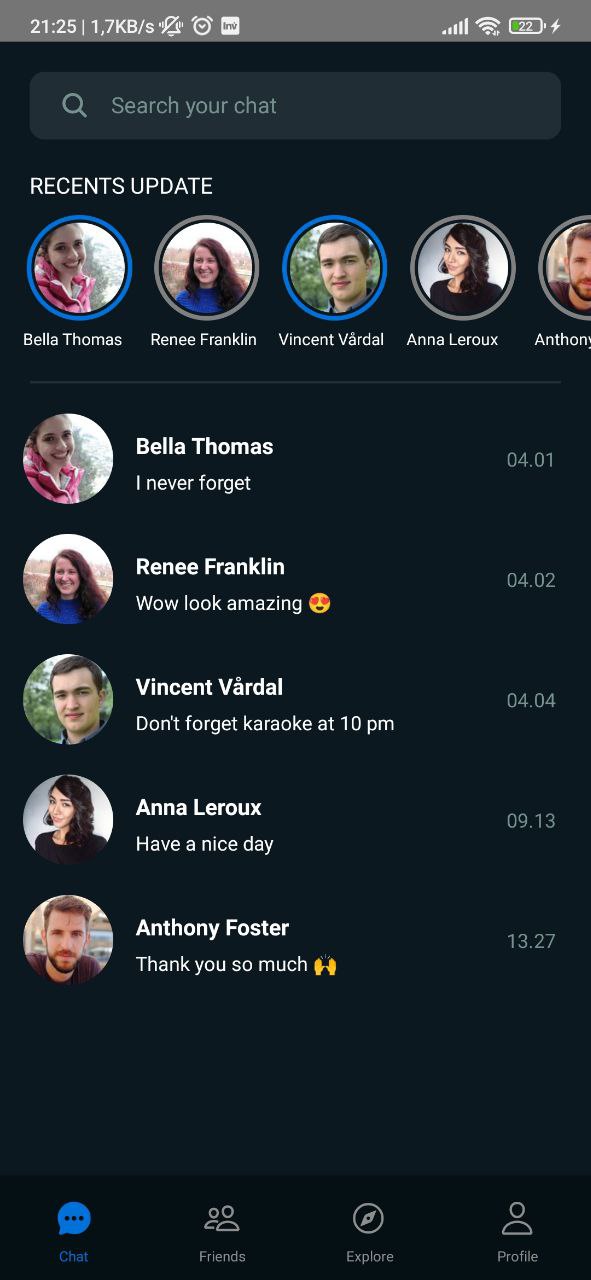 21:25 | 1,7KB/s
Inv
22
Search your chat
RECENTS UPDATE
Bella Thomas
Renee Franklin
Vincent Vårdal
Anna Leroux
Anthony
Bella Thomas
04.01
I never forget
Renee Franklin
04.02
Wow look amazing 😍
Vincent Vårdal
04.04
Don't forget karaoke at 10 pm
Anna Leroux
09.13
Have a nice day
Anthony Foster
13.27
Thank you so much 🙌
Chat
Friends
Explore
Profile